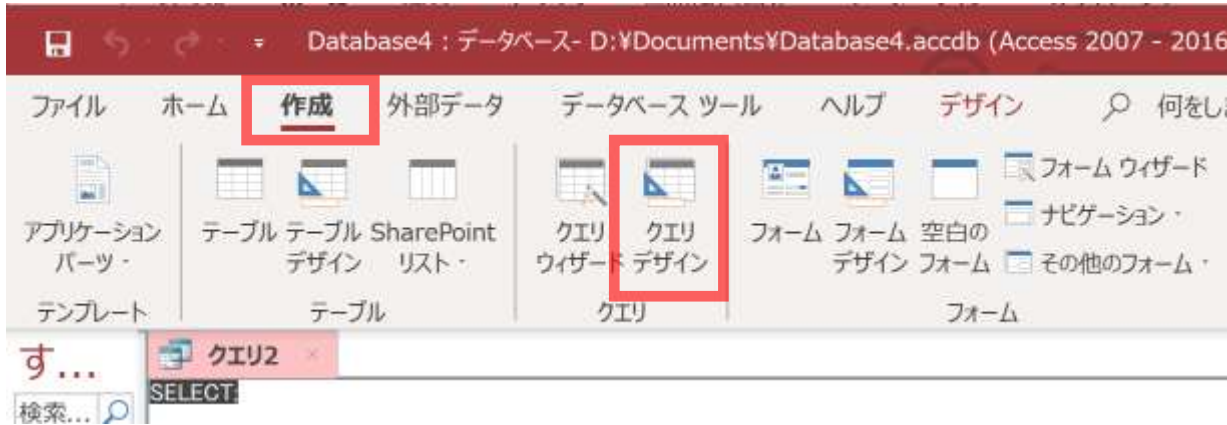 Database4 : データベース- D:¥Documents¥Database4.accdb (Access 2007 - 2016
ファイル ホーム 作成 外部データ データベース ツール ヘルプ デザイン 何をし
アプリケーション パーツ
テーブル
テーブル デザイン
SharePoint リスト
クエリ ウィザード
クエリ デザイン
フォーム
フォーム デザイン
空白の フォーム
フォーム ウィザード
ナビゲーション
その他のフォーム
テンプレート テーブル クエリ フォーム
す... クエリ2
検索... SELECT;